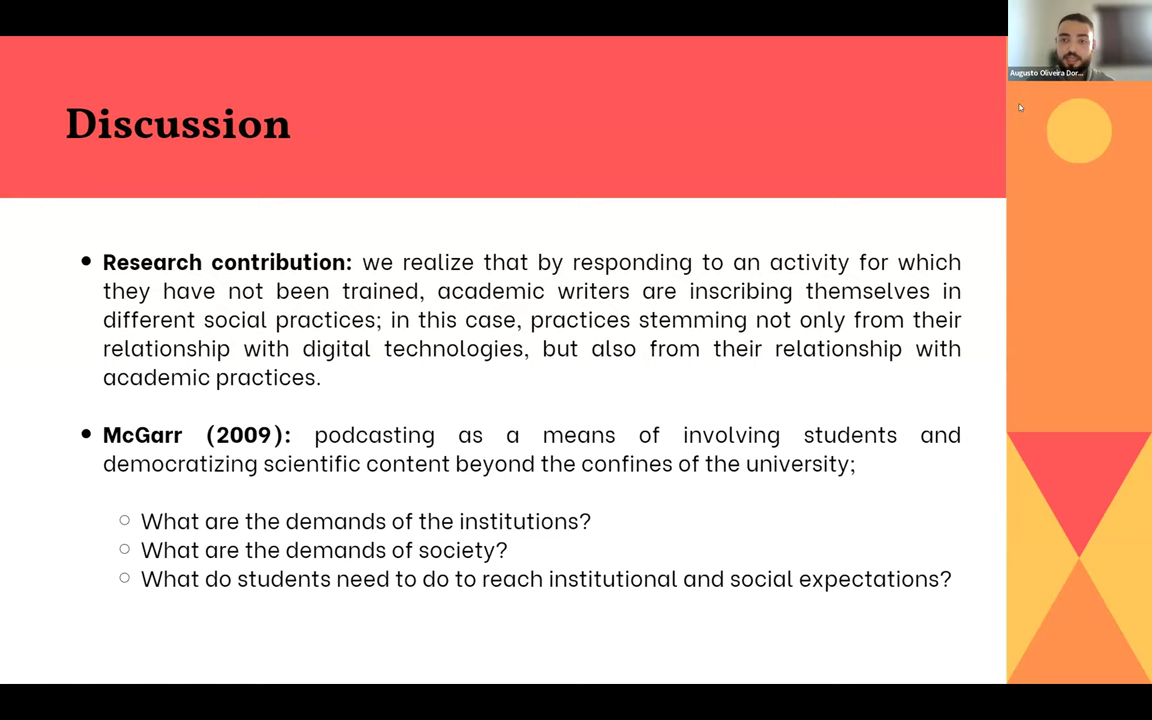 Augusto Oliveira Dor...
Discussion
• Research contribution: we realize that by responding to an activity for which
they have not been trained, academic writers are inscribing themselves in
different social practices; in this case, practices stemming not only from their
relationship with digital technologies, but also from their relationship with
academic practices.
• McGarr (2009): podcasting as a means of involving students and
democratizing scientific content beyond the confines of the university;
○ What are the demands of the institutions?
○ What are the demands of society?
○ What do students need to do to reach institutional and social expectations?